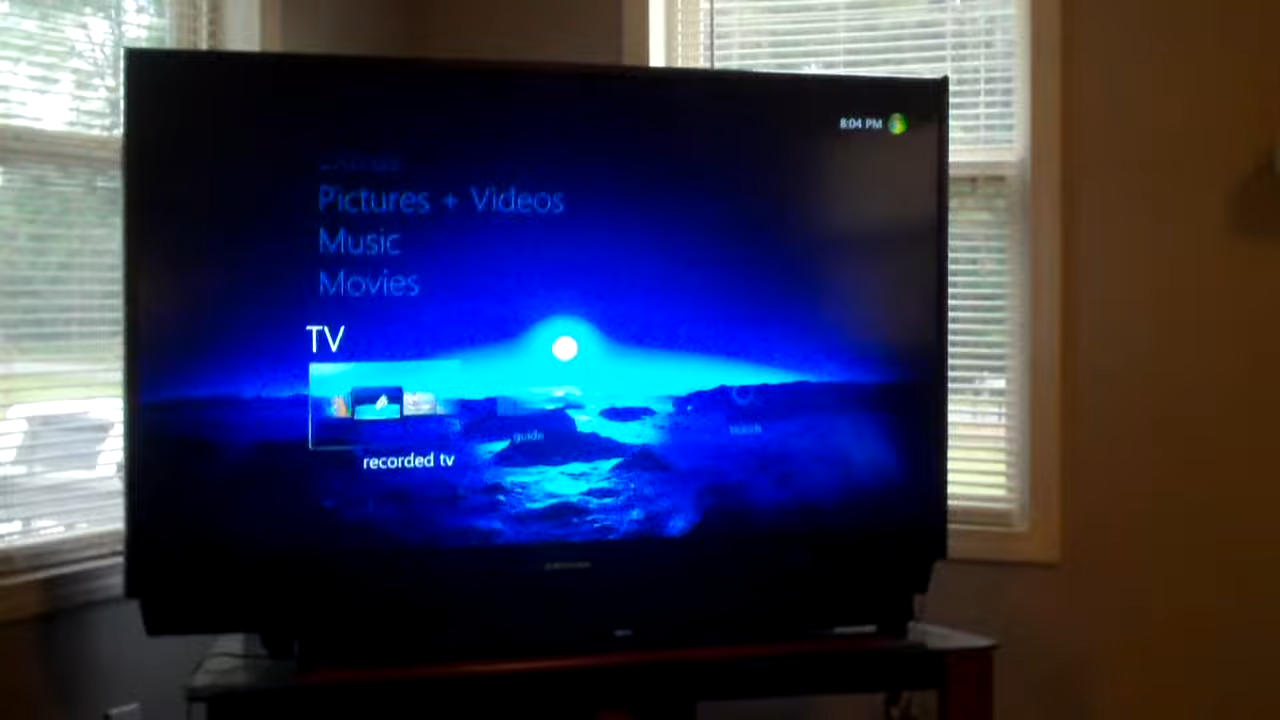 8:04 PM
Pictures + Videos
Music
Movies
TV
guide
recorded tv